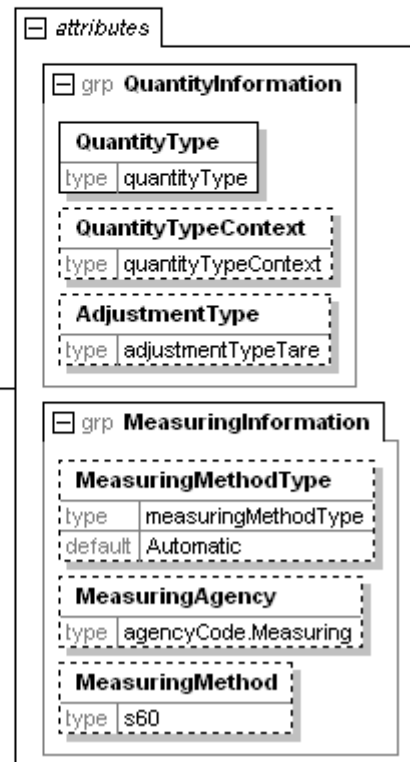 attributes
grp QuantityInformation
QuantityType
type quantityType
QuantityTypeContext
type quantityTypeContext
AdjustmentType
type adjustmentTypeTare
grp MeasuringInformation
MeasuringMethodType
type measuringMethodType
default Automatic
MeasuringAgency
type agencyCode.Measuring
MeasuringMethod
type s60